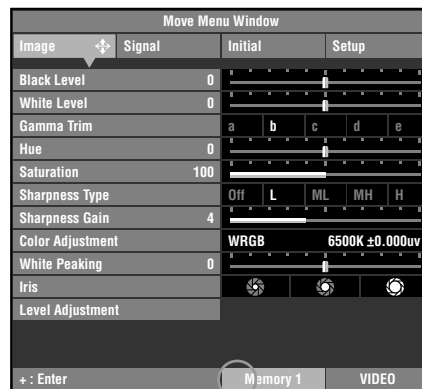 Move Menu Window
Image Signal Initial Setup
Black Level 0
White Level 0
Gamma Trim a b c d e
Hue 0
Saturation 100
Sharpness Type Off L ML MH H
Sharpness Gain 4
Color Adjustment WRGB 6500K ±0.000uv
White Peaking 0
Iris
Level Adjustment
+ : Enter Memory 1 VIDEO